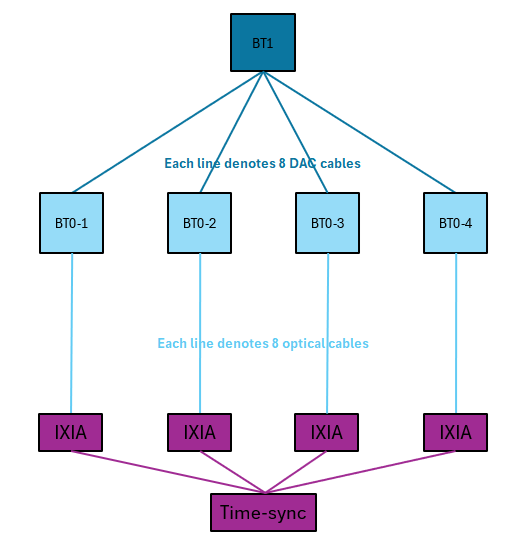 BT1
Each line denotes 8 DAC cables
BT0-1
BT0-2
BT0-3
BT0-4
Each line denotes 8 optical cables
IXIA
IXIA
IXIA
IXIA
Time-sync